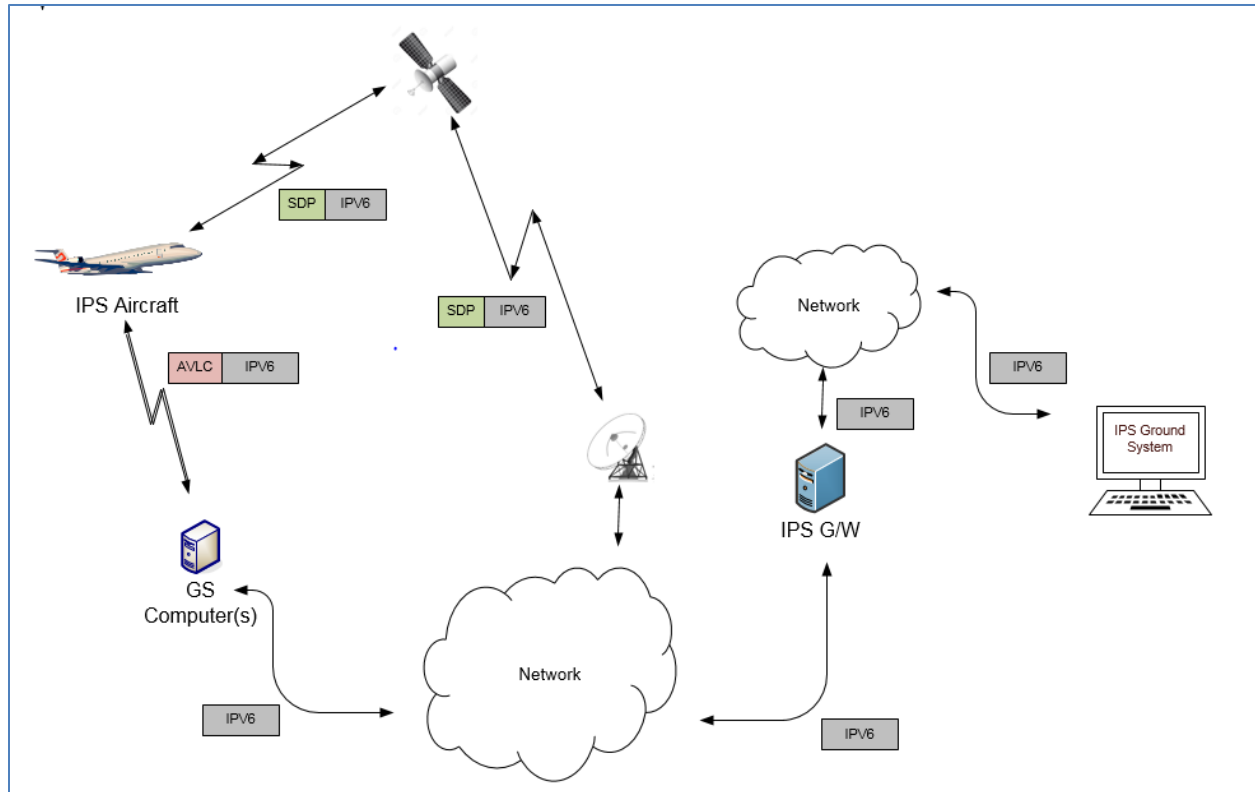 SDP IPV6
IPS Aircraft
SDP IPV6
AVLC IPV6
Network
IPV6
IPV6
IPS Ground
System
IPS G/W
GS
Computer(s)
Network
IPV6
IPV6